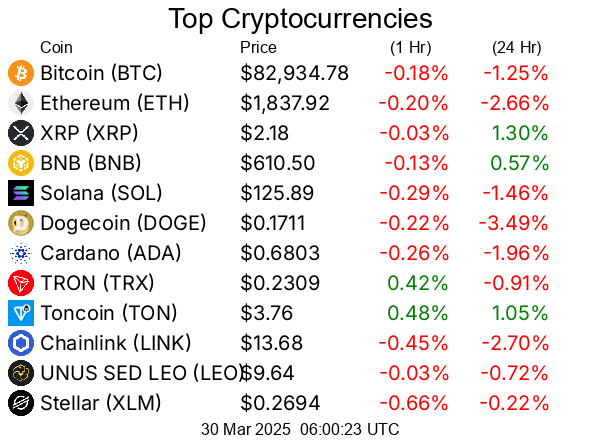 Top Cryptocurrencies
Coin Price (1 Hr) (24 Hr)
Bitcoin (BTC) $82,934.78 -0.18% -1.25%
Ethereum (ETH) $1,837.92 -0.20% -2.66%
XRP (XRP) $2.18 -0.03% 1.30%
BNB (BNB) $610.50 -0.13% 0.57%
Solana (SOL) $125.89 -0.29% -1.46%
Dogecoin (DOGE) $0.1711 -0.22% -3.49%
Cardano (ADA) $0.6803 -0.26% -1.96%
TRON (TRX) $0.2309 0.42% -0.91%
Toncoin (TON) $3.76 0.48% 1.05%
Chainlink (LINK) $13.68 -0.45% -2.70%
UNUS SED LEO (LEO) $9.64 -0.03% -0.72%
Stellar (XLM) $0.2694 -0.66% -0.22%
30 Mar 2025 06:00:23 UTC